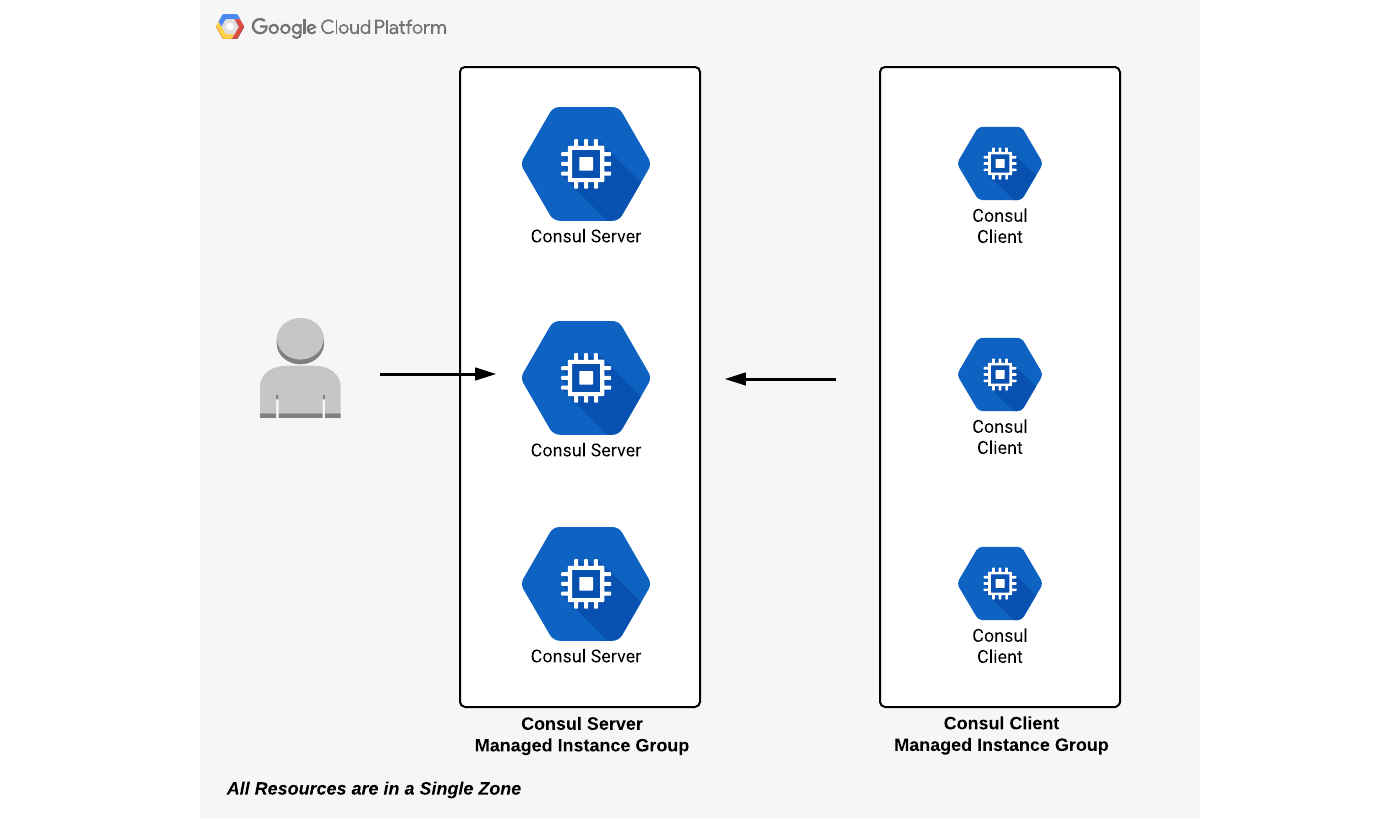 Google Cloud Platform
Consul Server
Consul Server
Consul Server
Consul Server
Managed Instance Group
Consul
Client
Consul
Client
Consul
Client
Consul Client
Managed Instance Group
All Resources are in a Single Zone